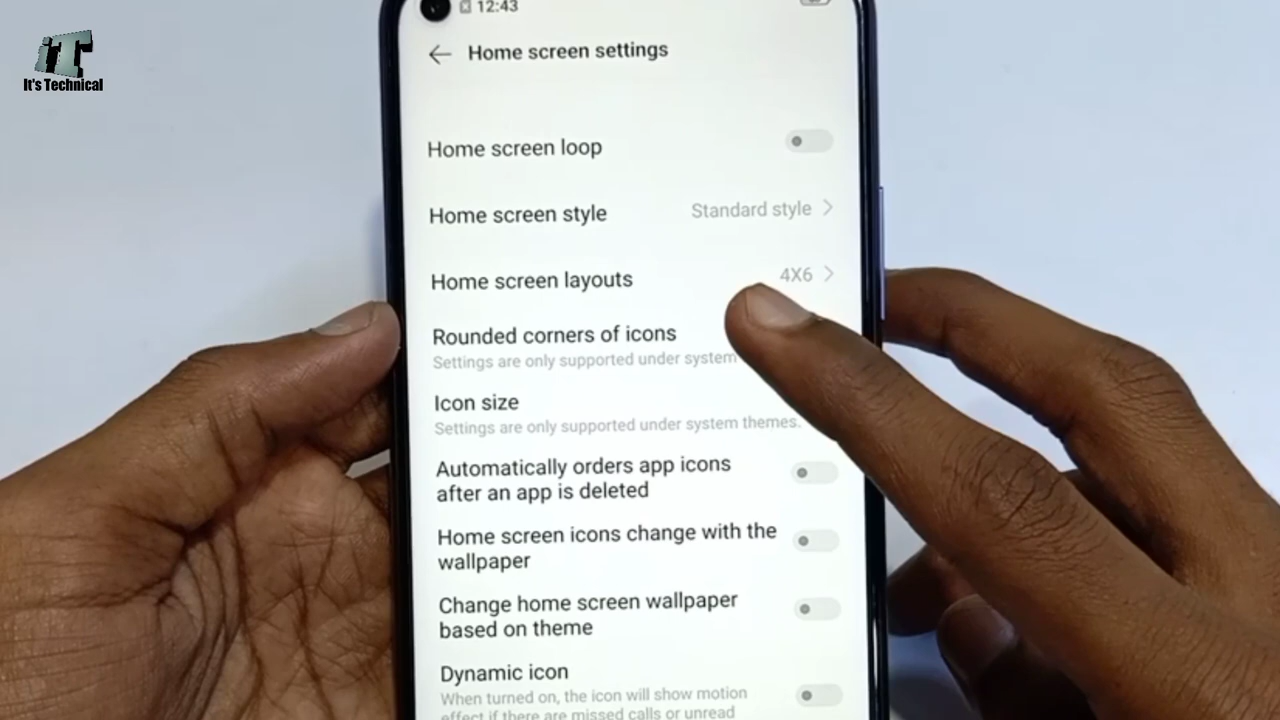 iT
It's Technical
12:43
Home screen settings
Home screen loop
Home screen style Standard style
Home screen layouts 4X6
Rounded corners of icons
Settings are only supported under system
Icon size
Settings are only supported under system themes.
Automatically orders app icons
after an app is deleted
Home screen icons change with the
wallpaper
Change home screen wallpaper
based on theme
Dynamic icon
When turned on, the icon will show motion
effect if there are missed calls or unread